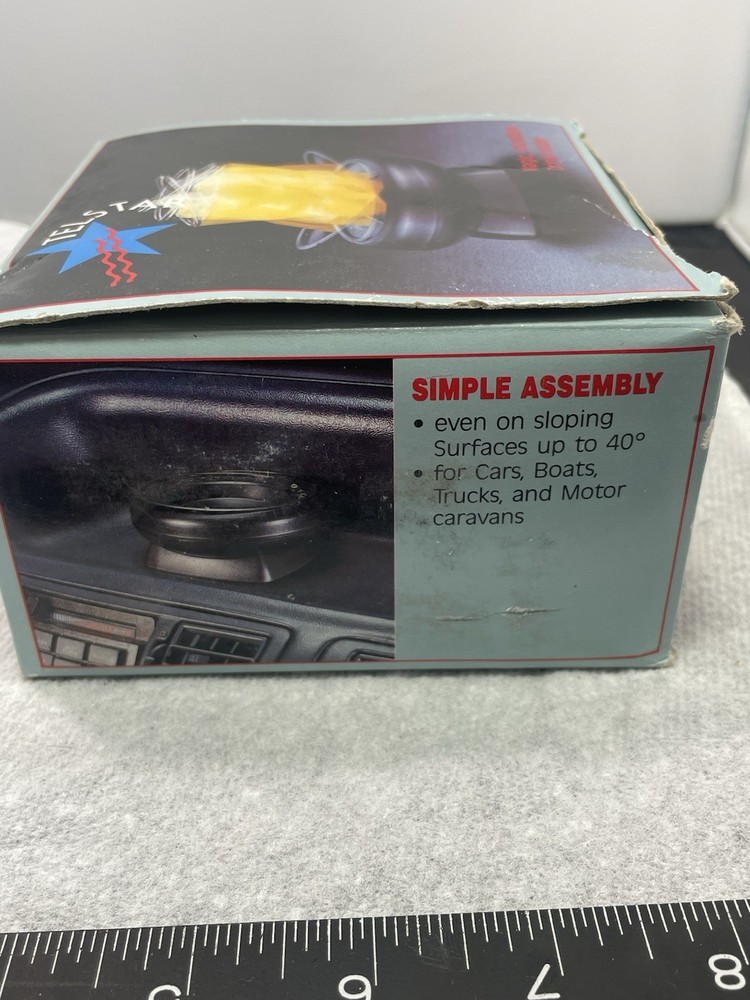 TELSTAR
SIMPLE ASSEMBLY
• even on sloping
Surfaces up to 40°
• for Cars, Boats,
Trucks, and Motor
caravans
5
6
7
8